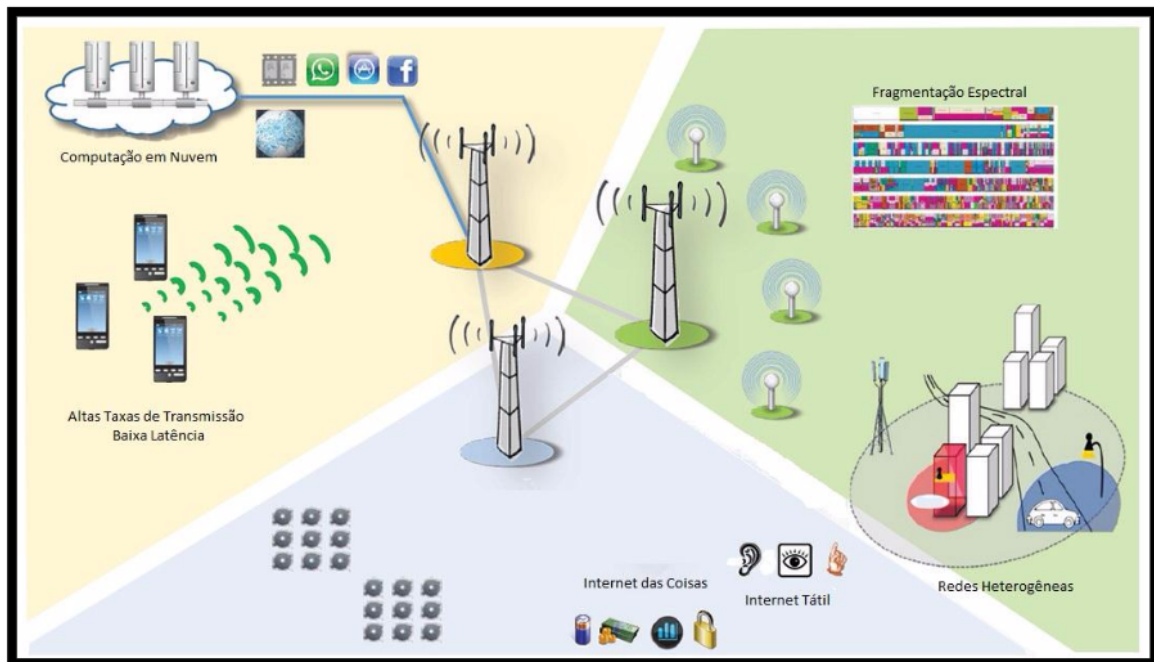 Computação em Nuvem
Altas Taxas de Transmissão
Baixa Latência
Fragmentação Espectral
Redes Heterogêneas
Internet das Coisas
Internet Tátil